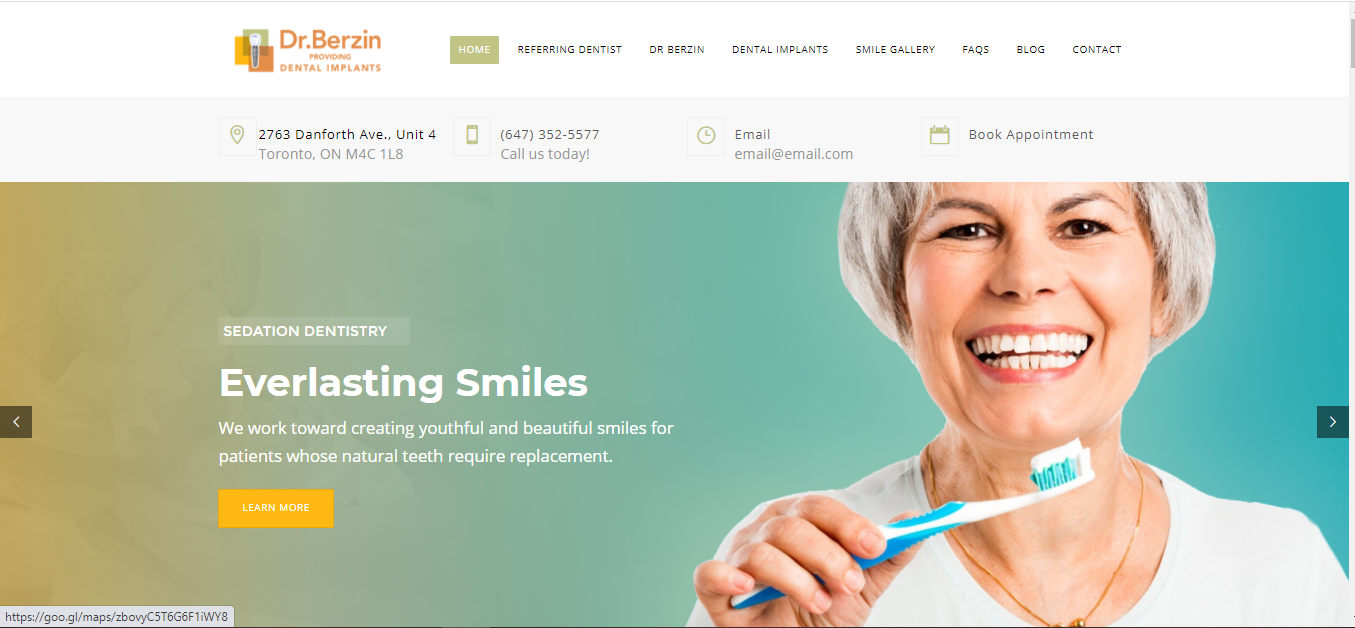 Dr.Berzin
PROVIDING
DENTAL IMPLANTS
HOME REFERRING DENTIST DR BERZIN DENTAL IMPLANTS SMILE GALLERY FAQS BLOG CONTACT
2763 Danforth Ave., Unit 4
Toronto, ON M4C 1L8
(647) 352-5577
Call us today!
Email
email@email.com
Book Appointment
SEDATION DENTISTRY
Everlasting Smiles
We work toward creating youthful and beautiful smiles for
patients whose natural teeth require replacement.
LEARN MORE
https://goo.gl/maps/zbovyC5T6G6F1iWY8